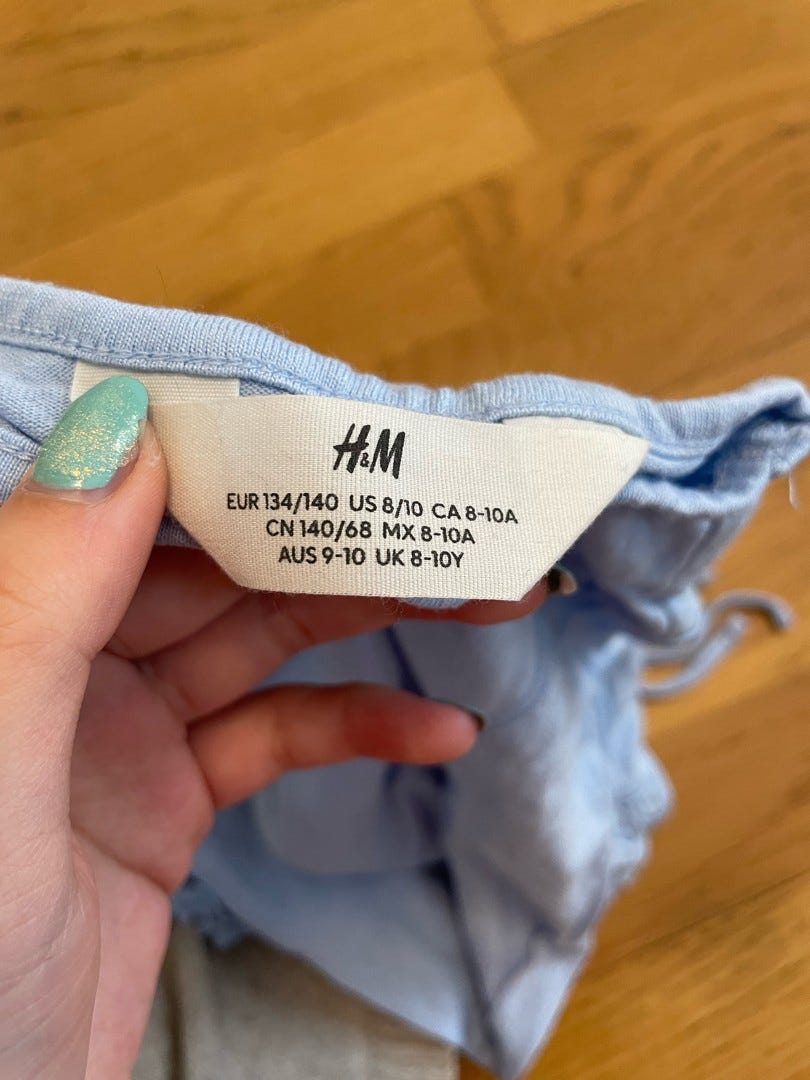 H&M
EUR 134/140 US 8/10 CA 8-10A
CN 140/68 MX 8-10A
AUS 9-10 UK 8-10Y